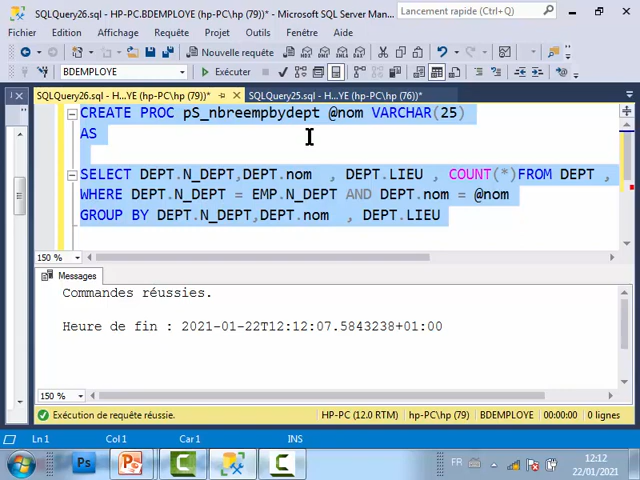 SQLQuery26.sql - HP-PC.BDEMPLOYE (hp-PC\hp (79))* - Microsoft SQL Server Man...
Lancement rapide (Ctrl+Q)
Fichier Edition Affichage Projet Outils Fenêtre Aide
Nouvelle requête
BDEMPLOYE Exécuter
SQLQuery26.sql - H...YE (hp-PC\hp (79))* SQLQuery25.sql - H...YE (hp-PC\hp (76))*
CREATE PROC pS_nbreempbydept @nom VARCHAR(25)
AS
SELECT DEPT.N_DEPT,DEPT.nom , DEPT.LIEU , COUNT(*)FROM DEPT ,
WHERE DEPT.N_DEPT = EMP.N_DEPT AND DEPT.nom = @nom
GROUP BY DEPT.N_DEPT,DEPT.nom , DEPT.LIEU
150 %
Messages
Commandes réussies.
Heure de fin : 2021-01-22T12:12:07.5843238+01:00
150 %
Exécution de requête réussie. HP-PC (12.0 RTM) hp-PC\hp (79) BDEMPLOYE 00:00:00 0 lignes
Ln 1 Col 1 Car 1 INS
Ps P C C
FR
12:12
22/01/2021